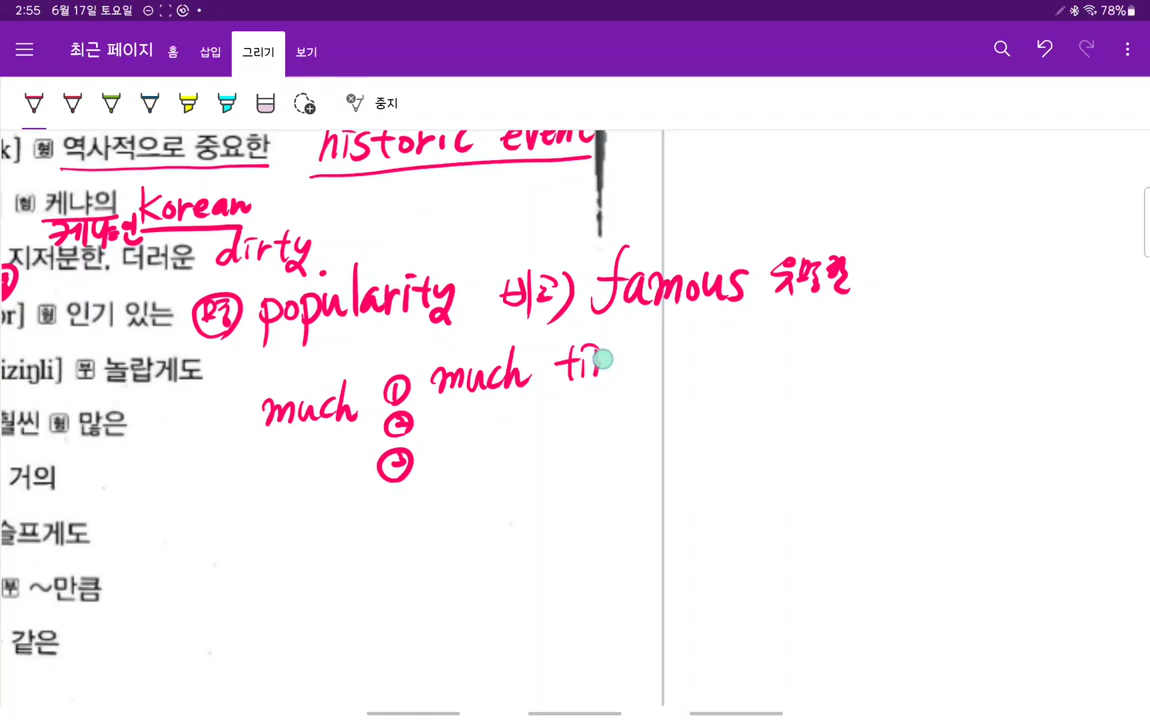 2:55 6월 17일 토요일 78%
최근 페이지 홈 삽입 그리기 보기
중지
k] 형 역사적으로 중요한 historic event
형 케냐의 Korean
케냐인
지저분한, 더러운 dirty
or] 형 인기 있는 명 popularity 비교) famous 유명한
izinli] 부 놀랍게도
much ① much ti
훨씬 형 많은 ②
거의 ③
슬프게도
부 ~만큼
같은